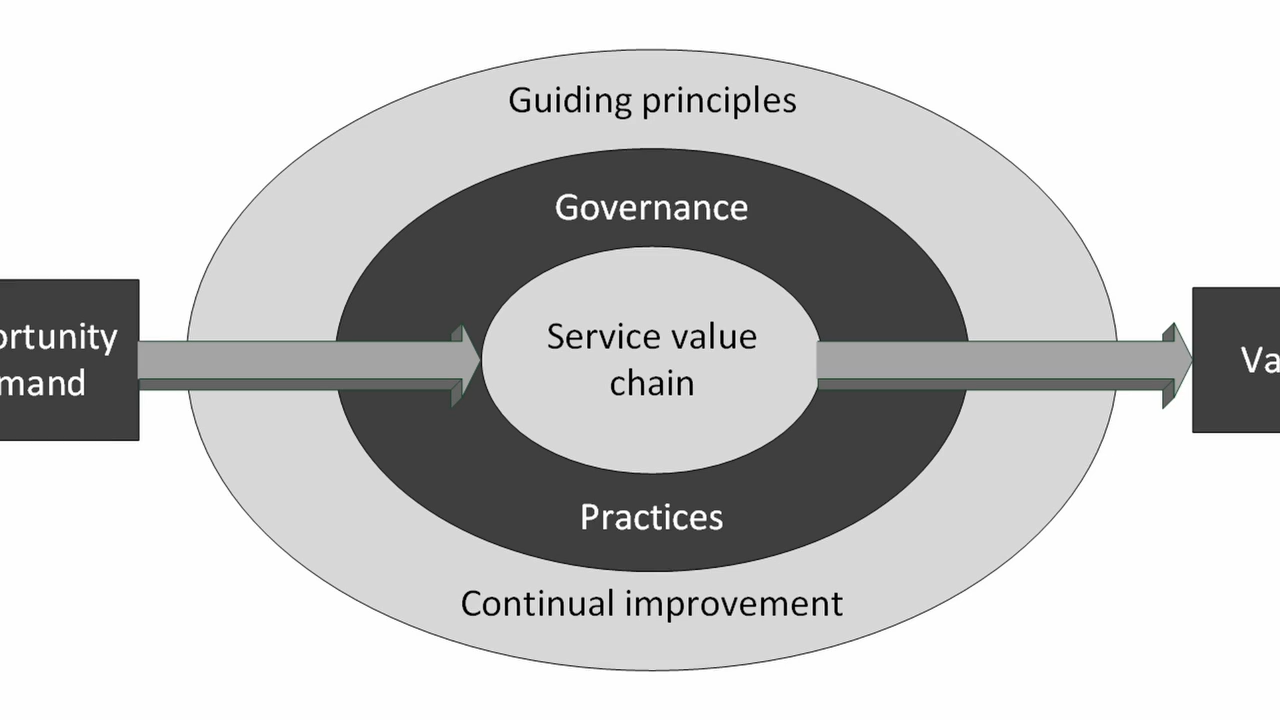 Guiding principles
Governance
ortunity
mand
Service value
chain
Va
Practices
Continual improvement